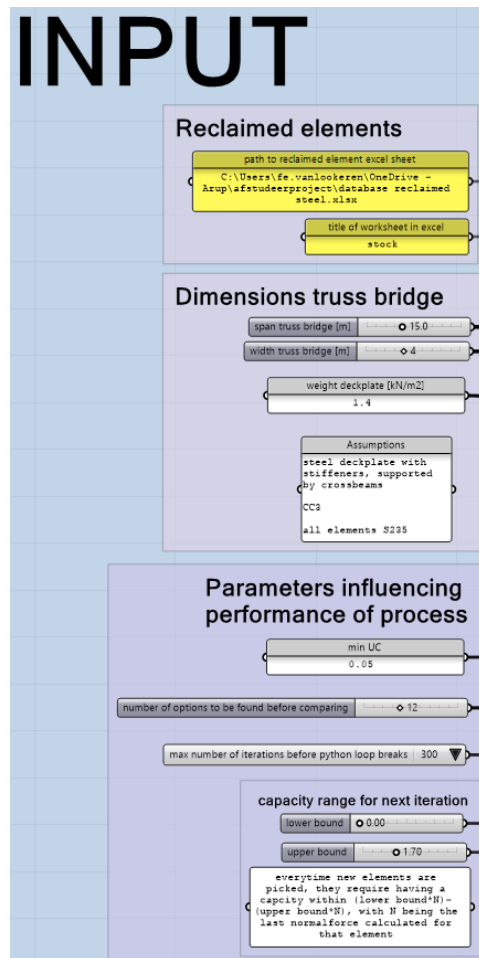 INPUT
Reclaimed elements
path to reclaimed element excel sheet
C:\Users\fe.vanlookeren\OneDrive -
Arup\afstudeerproject\database reclaimed
steel.xlsx
title of worksheet in excel
stock
Dimensions truss bridge
span truss bridge [m] 15.0
width truss bridge [m] 4
weight deckplate [kN/m2]
1.4
Assumptions
steel deckplate with
stiffeners, supported
by crossbeams
CC3
all elements S235
Parameters influencing
performance of process
min UC
0.05
number of options to be found before comparing 12
max number of iterations before python loop breaks 300
capacity range for next iteration
lower bound 0.00
upper bound 1.70
everytime new elements are
picked, they require having a
capcity within (lower bound*N)-
(upper bound*N), with N being the
last normalforce calculated for
that element